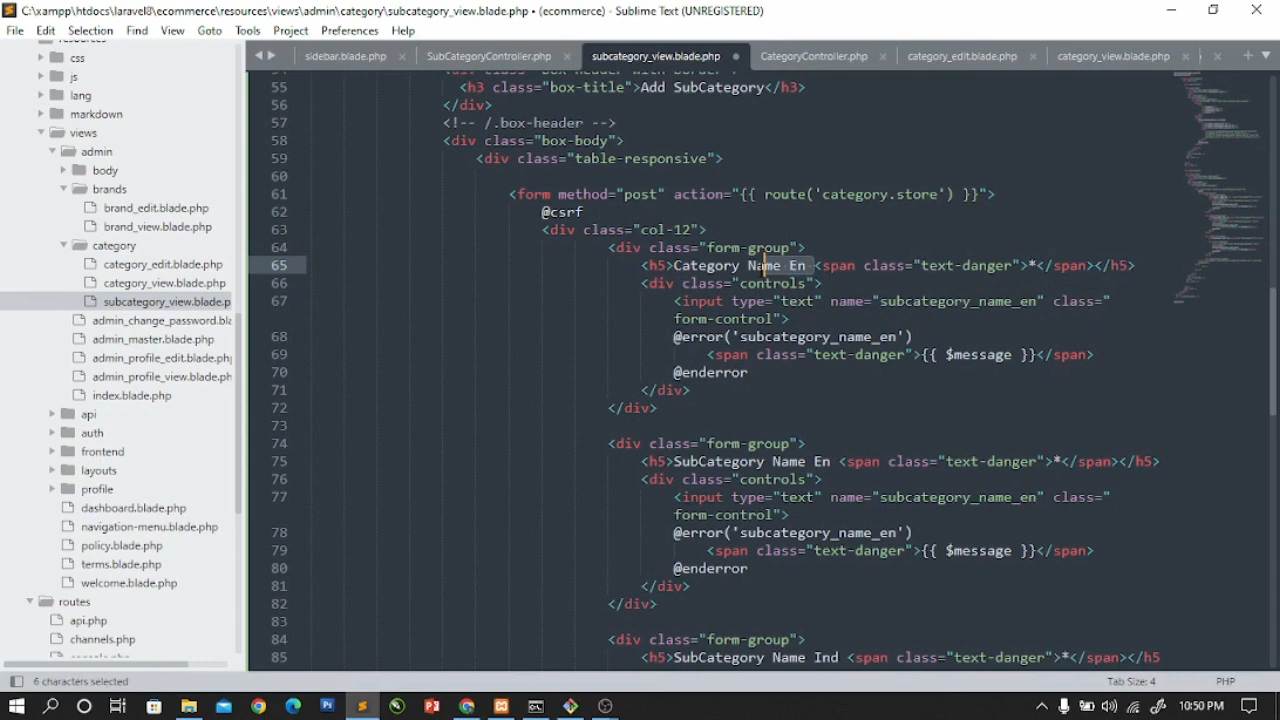 C:\xampp\htdocs\laravel8\ecommerce\resources\views\admin\category\subcategory_view.blade.php • (ecommerce) - Sublime Text (UNREGISTERED)
File Edit Selection Find View Goto Tools Project Preferences Help
sidebar.blade.php
SubCategoryController.php
subcategory_view.blade.php
CategoryController.php
category_edit.blade.php
category_view.blade.php
resources
css
js
lang
markdown
views
admin
body
brands
brand_edit.blade.php
brand_view.blade.php
category
category_edit.blade.php
category_view.blade.php
subcategory_view.blade.p
admin_change_password.bla
admin_master.blade.php
admin_profile_edit.blade.php
admin_profile_view.blade.ph
index.blade.php
api
auth
frontend
layouts
profile
dashboard.blade.php
navigation-menu.blade.php
policy.blade.php
terms.blade.php
welcome.blade.php
routes
api.php
channels.php
54 <div class="box-header with-border">
55 <h3 class="box-title">Add SubCategory</h3>
56 </div>
57 <!-- /.box-header -->
58 <div class="box-body">
59 <div class="table-responsive">
60
61 <form method="post" action="{{ route('category.store') }}">
62 @csrf
63 <div class="col-12">
64 <div class="form-group">
65 <h5>Category Name En <span class="text-danger">*</span></h5>
66 <div class="controls">
67 <input type="text" name="subcategory_name_en" class="
form-control">
68 @error('subcategory_name_en')
69 <span class="text-danger">{{ $message }}</span>
70 @enderror
71 </div>
72 </div>
73
74 <div class="form-group">
75 <h5>SubCategory Name En <span class="text-danger">*</span></h5>
76 <div class="controls">
77 <input type="text" name="subcategory_name_en" class="
form-control">
78 @error('subcategory_name_en')
79 <span class="text-danger">{{ $message }}</span>
80 @enderror
81 </div>
82 </div>
83
84 <div class="form-group">
85 <h5>SubCategory Name Ind <span class="text-danger">*</span></h5
6 characters selected
Tab Size: 4
PHP
10:50 PM